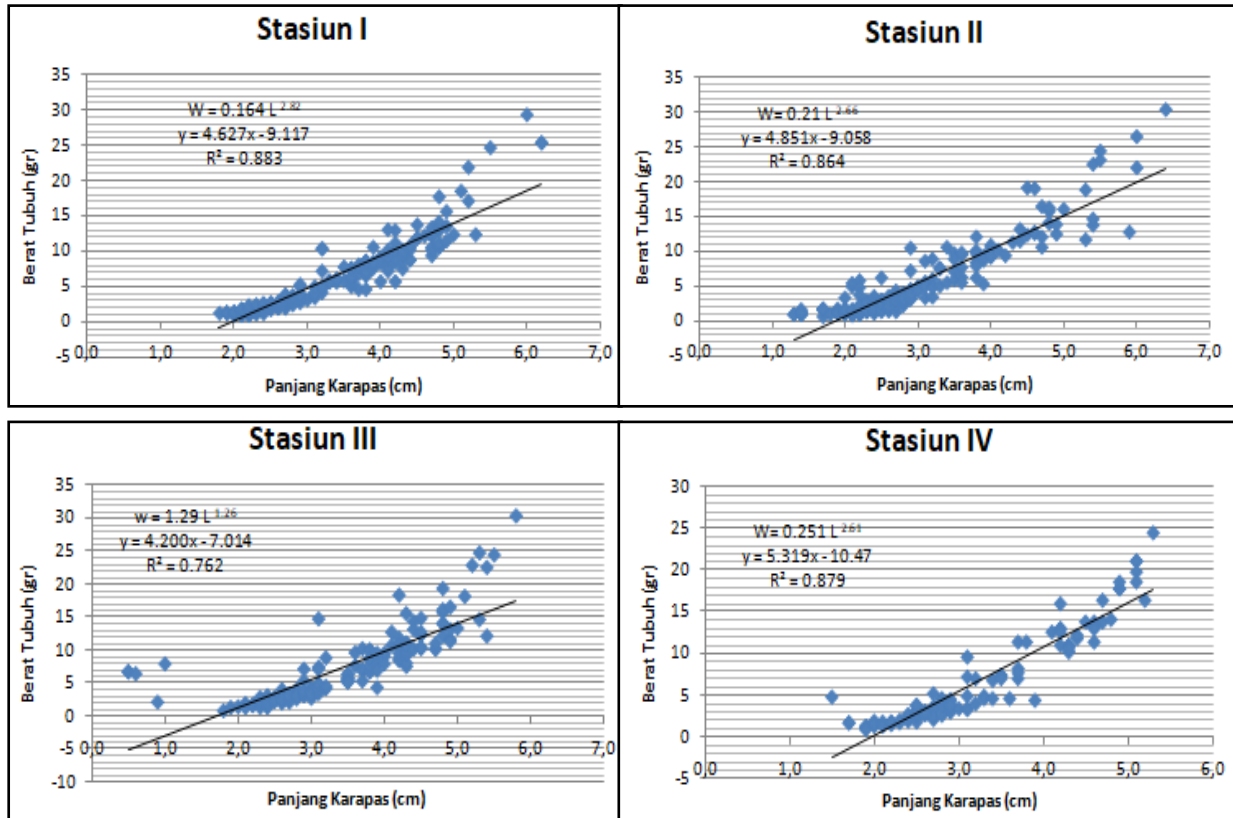 Stasiun I
35
30
25
20
15
10
5
0
-5
0,0 1,0 2,0 3,0 4,0 5,0 6,0 7,0
Berat Tubuh (gr)
W = 0.164 L 2.82
y = 4.627x - 9.117
R² = 0.883
Panjang Karapas (cm)
Stasiun II
35
30
25
20
15
10
5
0
-5
0,0 1,0 2,0 3,0 4,0 5,0 6,0 7,0
Berat Tubuh (gr)
W= 0.21 L 2.66
y = 4.851x - 9.058
R² = 0.864
Panjang Karapas (cm)
Stasiun III
35
30
25
20
15
10
5
0
-5
-10
0,0 1,0 2,0 3,0 4,0 5,0 6,0 7,0
Berat Tubuh (gr)
w = 1.29 L 1.26
y = 4.200x - 7.014
R² = 0.762
Panjang Karapas (cm)
Stasiun IV
30
25
20
15
10
5
0
-5
0,0 1,0 2,0 3,0 4,0 5,0 6,0
Berat Tubuh (gr)
W= 0.251 L 2.61
y = 5.319x - 10.47
R² = 0.879
Panjang Karapas (cm)